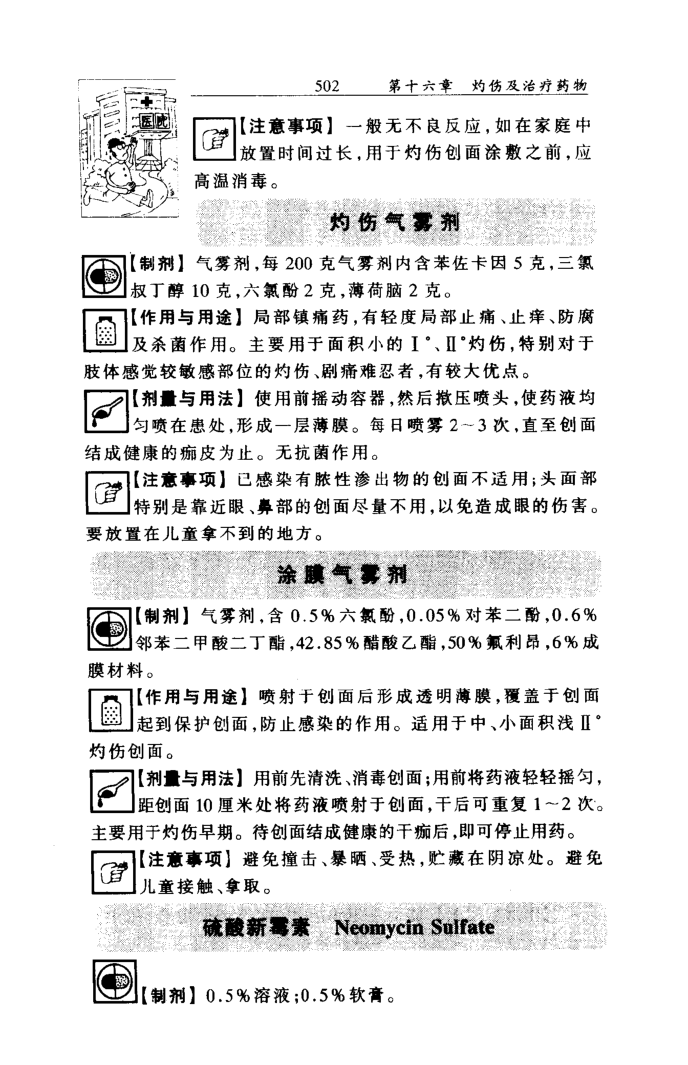 502 第十六章 灼伤及治疗药物
医院
【注意事项】一般无不良反应,如在家庭中
放置时间过长,用于灼伤创面涂敷之前,应
高温消毒。
灼伤气雾剂
【制剂】气雾剂,每 200 克气雾剂内含苯佐卡因 5 克,三氯
叔丁醇 10 克,六氯酚 2 克,薄荷脑 2 克。
【作用与用途】局部镇痛药,有轻度局部止痛、止痒、防腐
及杀菌作用。主要用于面积小的Ⅰ°、Ⅱ°灼伤,特别对于
肢体感觉较敏感部位的灼伤、剧痛难忍者,有较大优点。
【剂量与用法】使用前摇动容器,然后揿压喷头,使药液均
匀喷在患处,形成一层薄膜。每日喷雾 2~3 次,直至创面
结成健康的痂皮为止。无抗菌作用。
【注意事项】已感染有脓性渗出物的创面不适用;头面部
特别是靠近眼、鼻部的创面尽量不用,以免造成眼的伤害。
要放置在儿童拿不到的地方。
涂膜气雾剂
【制剂】气雾剂,含 0.5%六氯酚,0.05%对苯二酚,0.6%
邻苯二甲酸二丁酯,42.85%醋酸乙酯,50%氟利昂,6%成
膜材料。
【作用与用途】喷射于创面后形成透明薄膜,覆盖于创面
起到保护创面,防止感染的作用。适用于中、小面积浅Ⅱ°
灼伤创面。
【剂量与用法】用前先清洗、消毒创面;用前将药液轻轻摇匀,
距创面 10 厘米处将药液喷射于创面,干后可重复 1~2 次。
主要用于灼伤早期。待创面结成健康的干痂后,即可停止用药。
【注意事项】避免撞击、暴晒、受热,贮藏在阴凉处。避免
儿童接触、拿取。
硫酸新霉素 Neomycin Sulfate
【制剂】0.5%溶液;0.5%软膏。